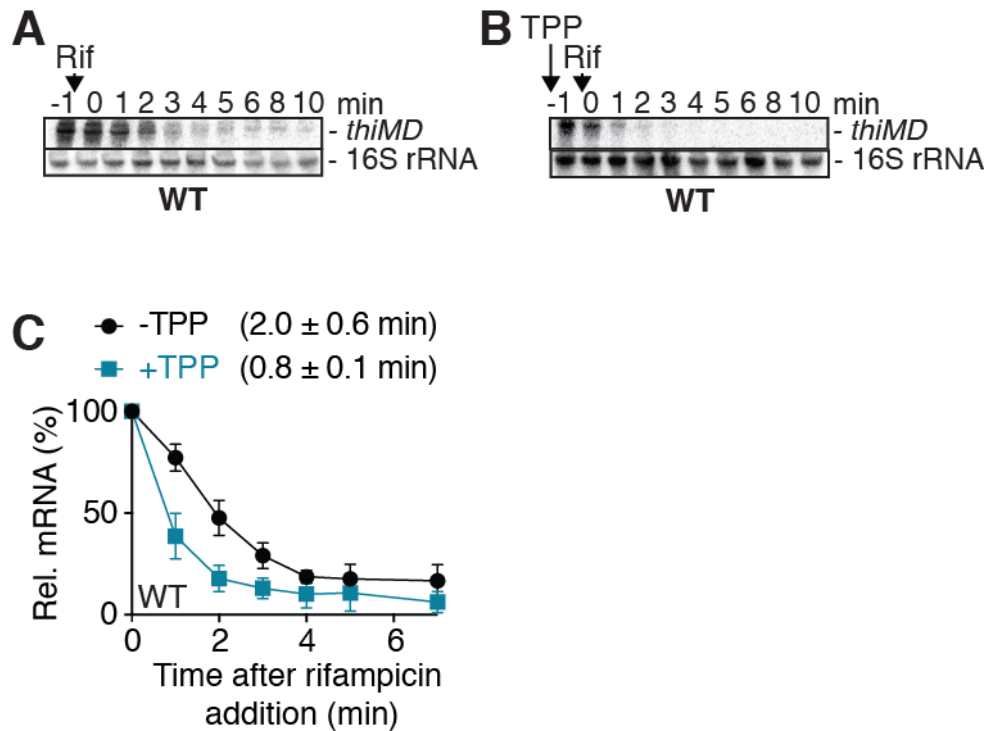 A
Rif
-1 0 1 2 3 4 5 6 8 10 min
- thiMD
- 16S rRNA
WT
B
TPP
Rif
-1 0 1 2 3 4 5 6 8 10 min
- thiMD
- 16S rRNA
WT
C
-TPP (2.0 ± 0.6 min)
+TPP (0.8 ± 0.1 min)
Rel. mRNA (%)
100
50
0
WT
0 2 4 6
Time after rifampicin
addition (min)